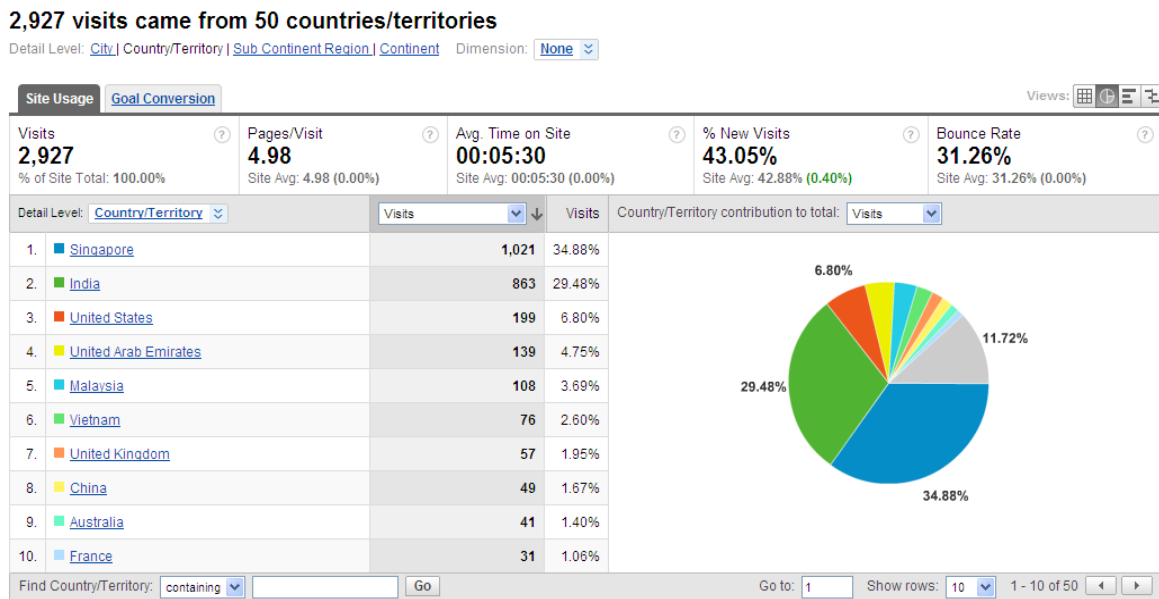 2,927 visits came from 50 countries/territories
Detail Level: City | Country/Territory | Sub Continent Region | Continent Dimension: None
Site Usage Goal Conversion Views:
Visits ? Pages/Visit ? Avg. Time on Site ? % New Visits ? Bounce Rate ?
2,927 4.98 00:05:30 43.05% 31.26%
% of Site Total: 100.00% Site Avg: 4.98 (0.00%) Site Avg: 00:05:30 (0.00%) Site Avg: 42.88% (0.40%) Site Avg: 31.26% (0.00%)
Detail Level: Country/Territory Visits Visits Country/Territory contribution to total: Visits
1. Singapore 1,021 34.88%
2. India 863 29.48%
3. United States 199 6.80%
4. United Arab Emirates 139 4.75%
5. Malaysia 108 3.69%
6. Vietnam 76 2.60%
7. United Kingdom 57 1.95%
8. China 49 1.67%
9. Australia 41 1.40%
10. France 31 1.06%
6.80%
11.72%
29.48%
34.88%
Find Country/Territory: containing Go Go to: 1 Show rows: 10 1 - 10 of 50